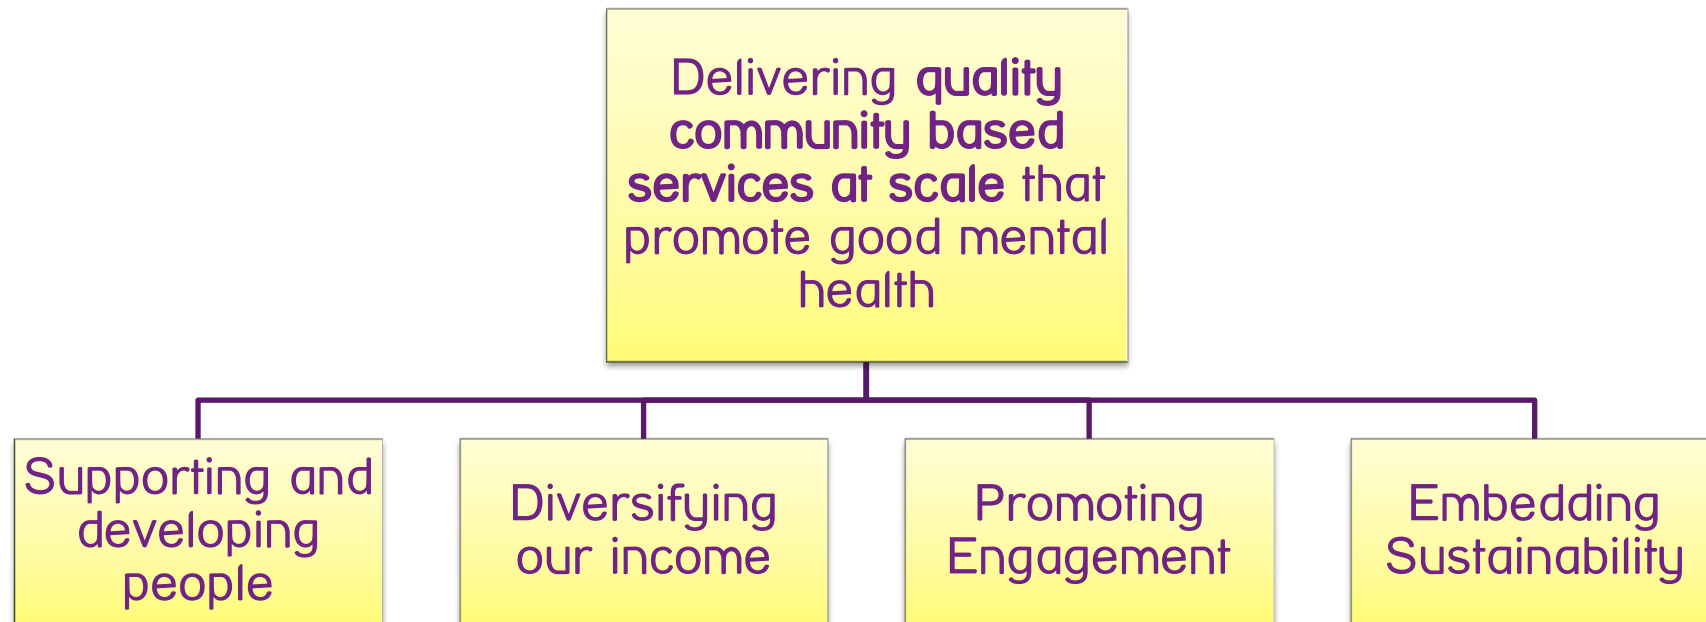 Delivering quality
community based
services at scale that
promote good mental
health
Supporting and
developing
people
Diversifying
our income
Promoting
Engagement
Embedding
Sustainability